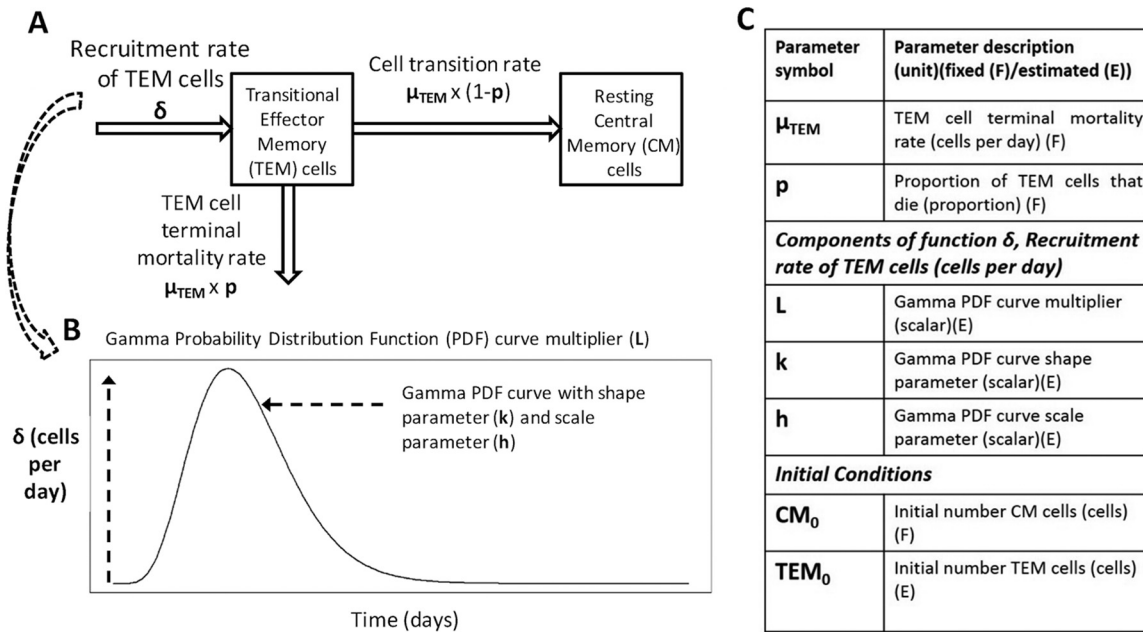 A
Recruitment rate
of TEM cells
δ
Transitional
Effector
Memory
(TEM) cells
Cell transition rate
μTEM x (1-p)
Resting
Central
Memory (CM)
cells
TEM cell
terminal
mortality rate
μTEM x p
B
Gamma Probability Distribution Function (PDF) curve multiplier (L)
Gamma PDF curve with shape
parameter (k) and scale
parameter (h)
δ (cells
per
day)
Time (days)
C
Parameter
symbol
Parameter description
(unit)(fixed (F)/estimated (E))
μTEM
TEM cell terminal mortality
rate (cells per day) (F)
p
Proportion of TEM cells that
die (proportion) (F)
Components of function δ, Recruitment
rate of TEM cells (cells per day)
L
Gamma PDF curve multiplier
(scalar)(E)
k
Gamma PDF curve shape
parameter (scalar)(E)
h
Gamma PDF curve scale
parameter (scalar)(E)
Initial Conditions
CM0
Initial number CM cells (cells)
(F)
TEM0
Initial number TEM cells (cells)
(E)